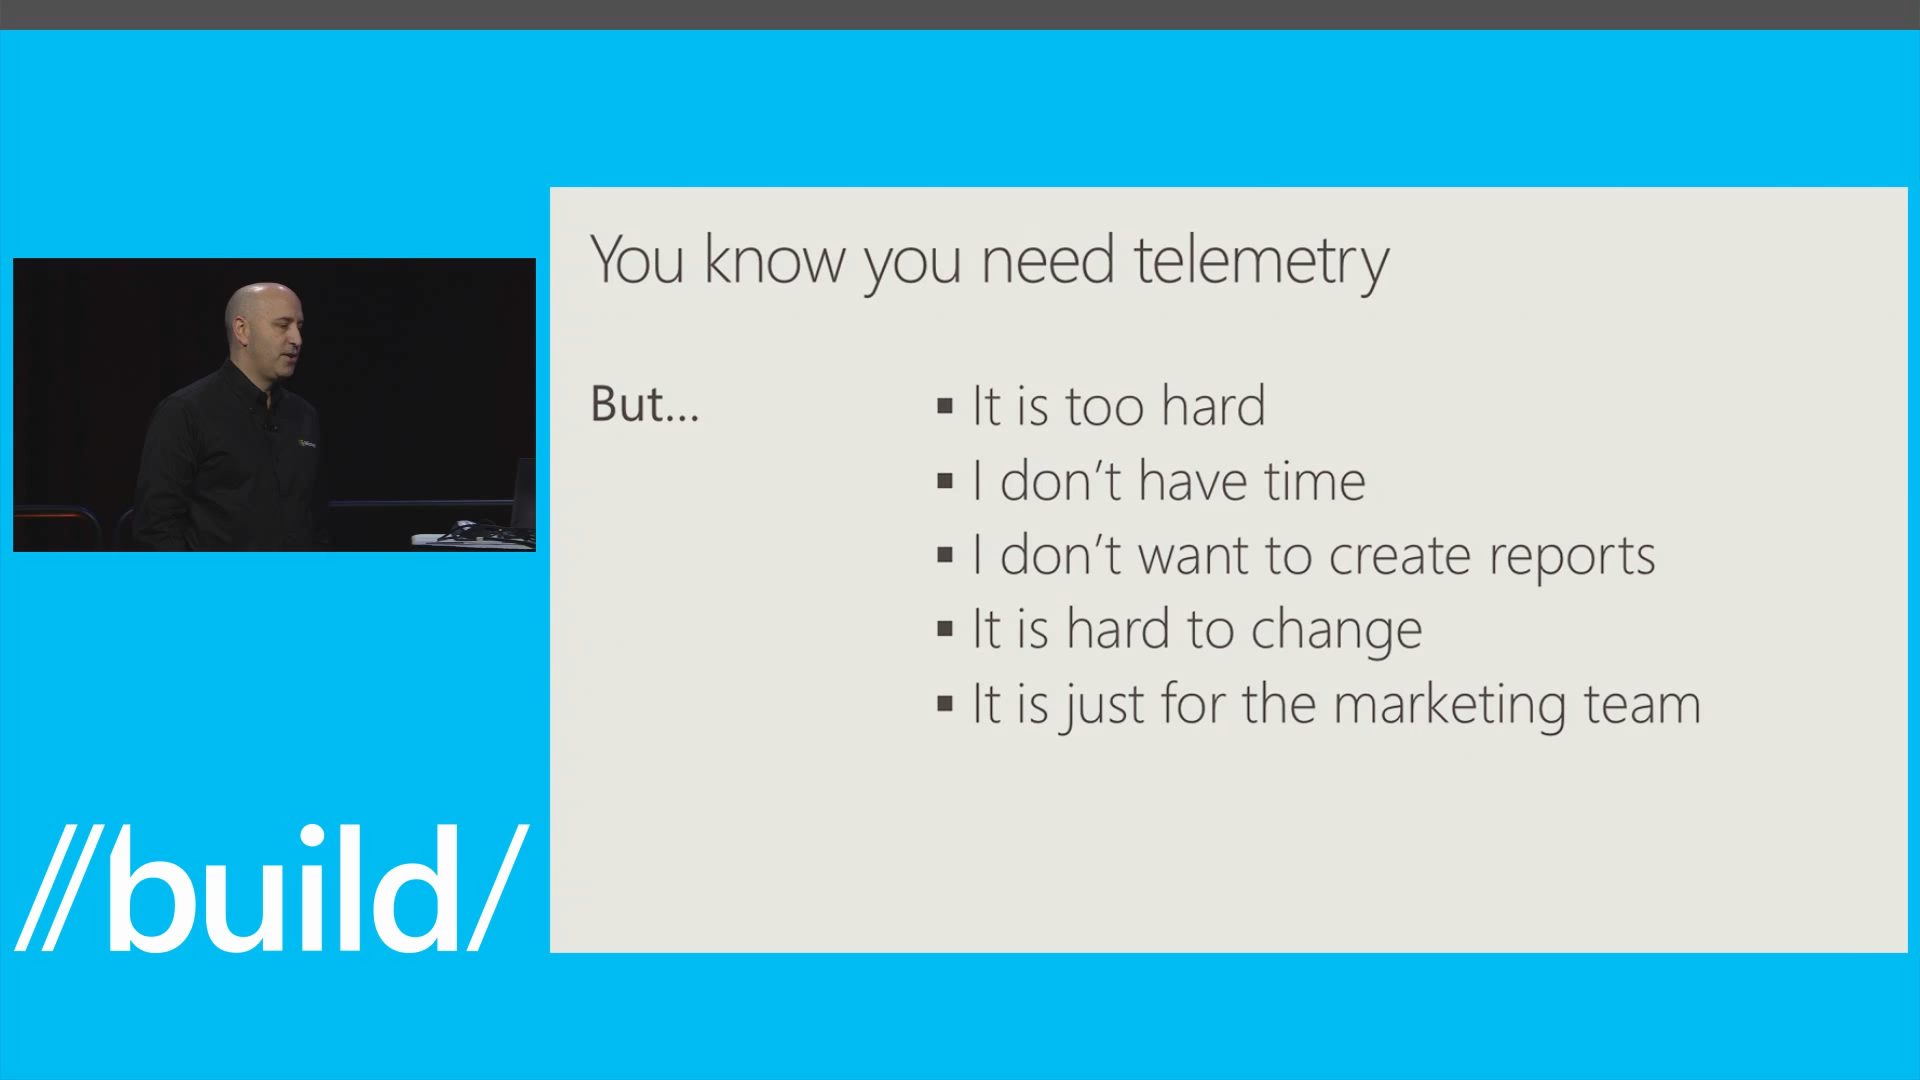 You know you need telemetry
But...
▪ It is too hard
▪ I don’t have time
▪ I don’t want to create reports
▪ It is hard to change
▪ It is just for the marketing team
//build/